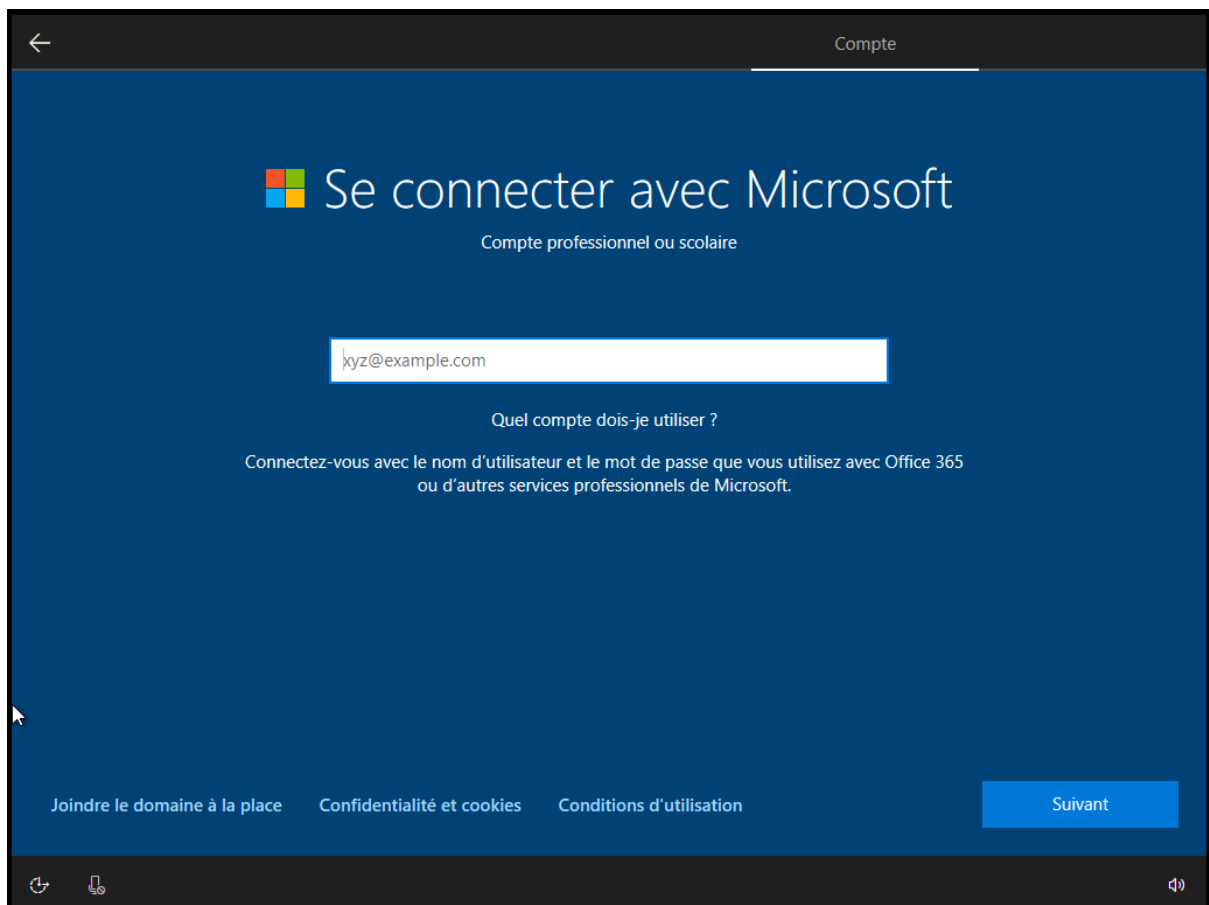 Compte
Se connecter avec Microsoft
Compte professionnel ou scolaire
xyz@example.com
Quel compte dois-je utiliser ?
Connectez-vous avec le nom d’utilisateur et le mot de passe que vous utilisez avec Office 365
ou d’autres services professionnels de Microsoft.
Joindre le domaine à la place Confidentialité et cookies Conditions d'utilisation Suivant